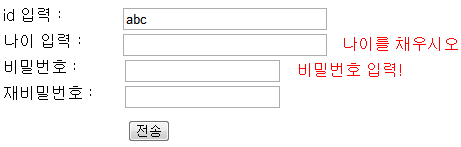 id 입력 : abc
나이 입력 : 나이를 채우시오
비밀번호 : 비밀번호 입력!
재비밀번호 :
전송